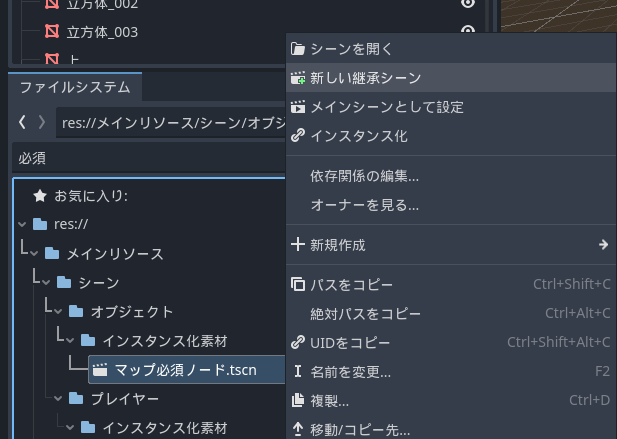 立方体_002
立方体_003
ファイルシステム
res://メインリソース/シーン/オブジ
必須
お気に入り:
res://
メインリソース
シーン
オブジェクト
インスタンス化素材
マップ必須ノード.tscn
プレイヤー
インスタンス化素材
シーンを開く
新しい継承シーン
メインシーンとして設定
インスタンス化
依存関係の編集...
オーナーを見る...
新規作成
パスをコピー Ctrl+Shift+C
絶対パスをコピー Ctrl+Alt+C
UIDをコピー Ctrl+Shift+Alt+C
名前を変更... F2
複製... Ctrl+D
移動/コピー先...